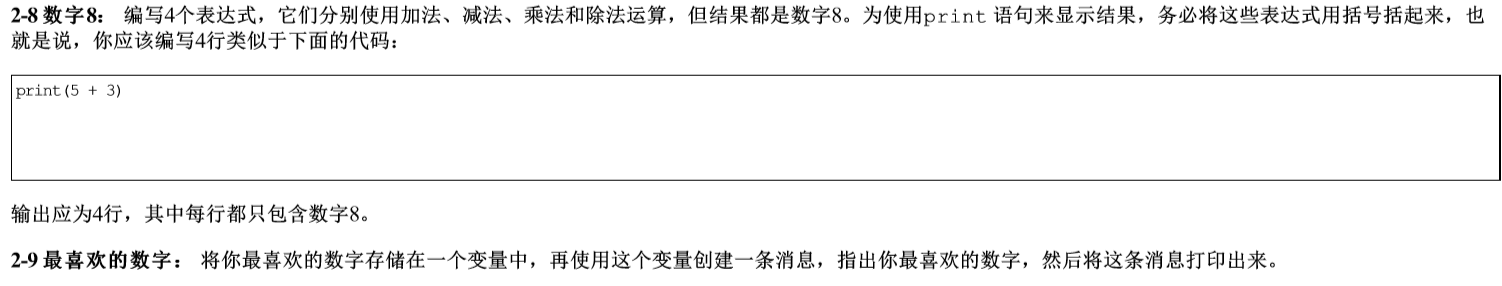 2-8 数字8： 编写4个表达式，它们分别使用加法、减法、乘法和除法运算，但结果都是数字8。为使用print 语句来显示结果，务必将这些表达式用括号括起来，也
就是说，你应该编写4行类似于下面的代码：
print(5 + 3)
输出应为4行，其中每行都只包含数字8。
2-9 最喜欢的数字： 将你最喜欢的数字存储在一个变量中，再使用这个变量创建一条消息，指出你最喜欢的数字，然后将这条消息打印出来。